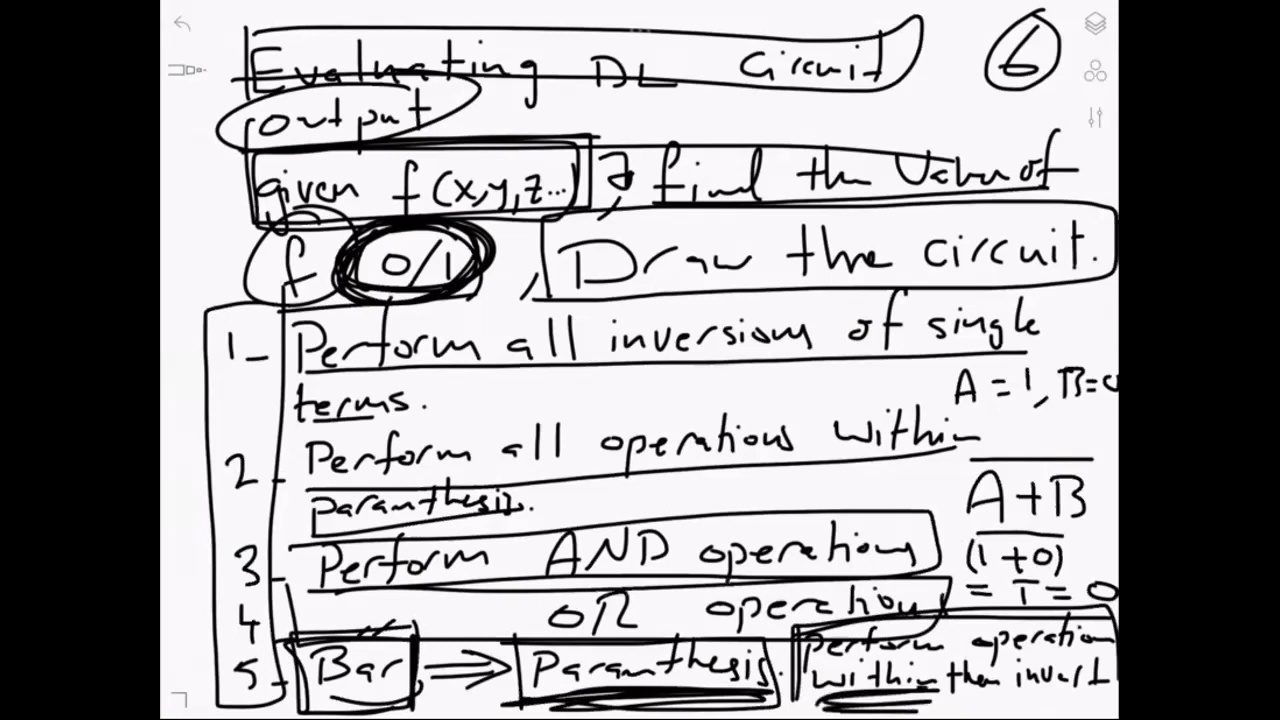 Evaluating DL Circuit
6
output
given f(x,y,z...), find the Value of
f 0/1, Draw the circuit.
1- Perform all inversions of single
terms.
A = 1, B=0
2- Perform all operations within
paranthesis.
A+B
3- Perform AND operations
(1+0)
= 1 = 0
4 OR operation
5- Bar ⇒ Paranthesis. perform operation
within then invert